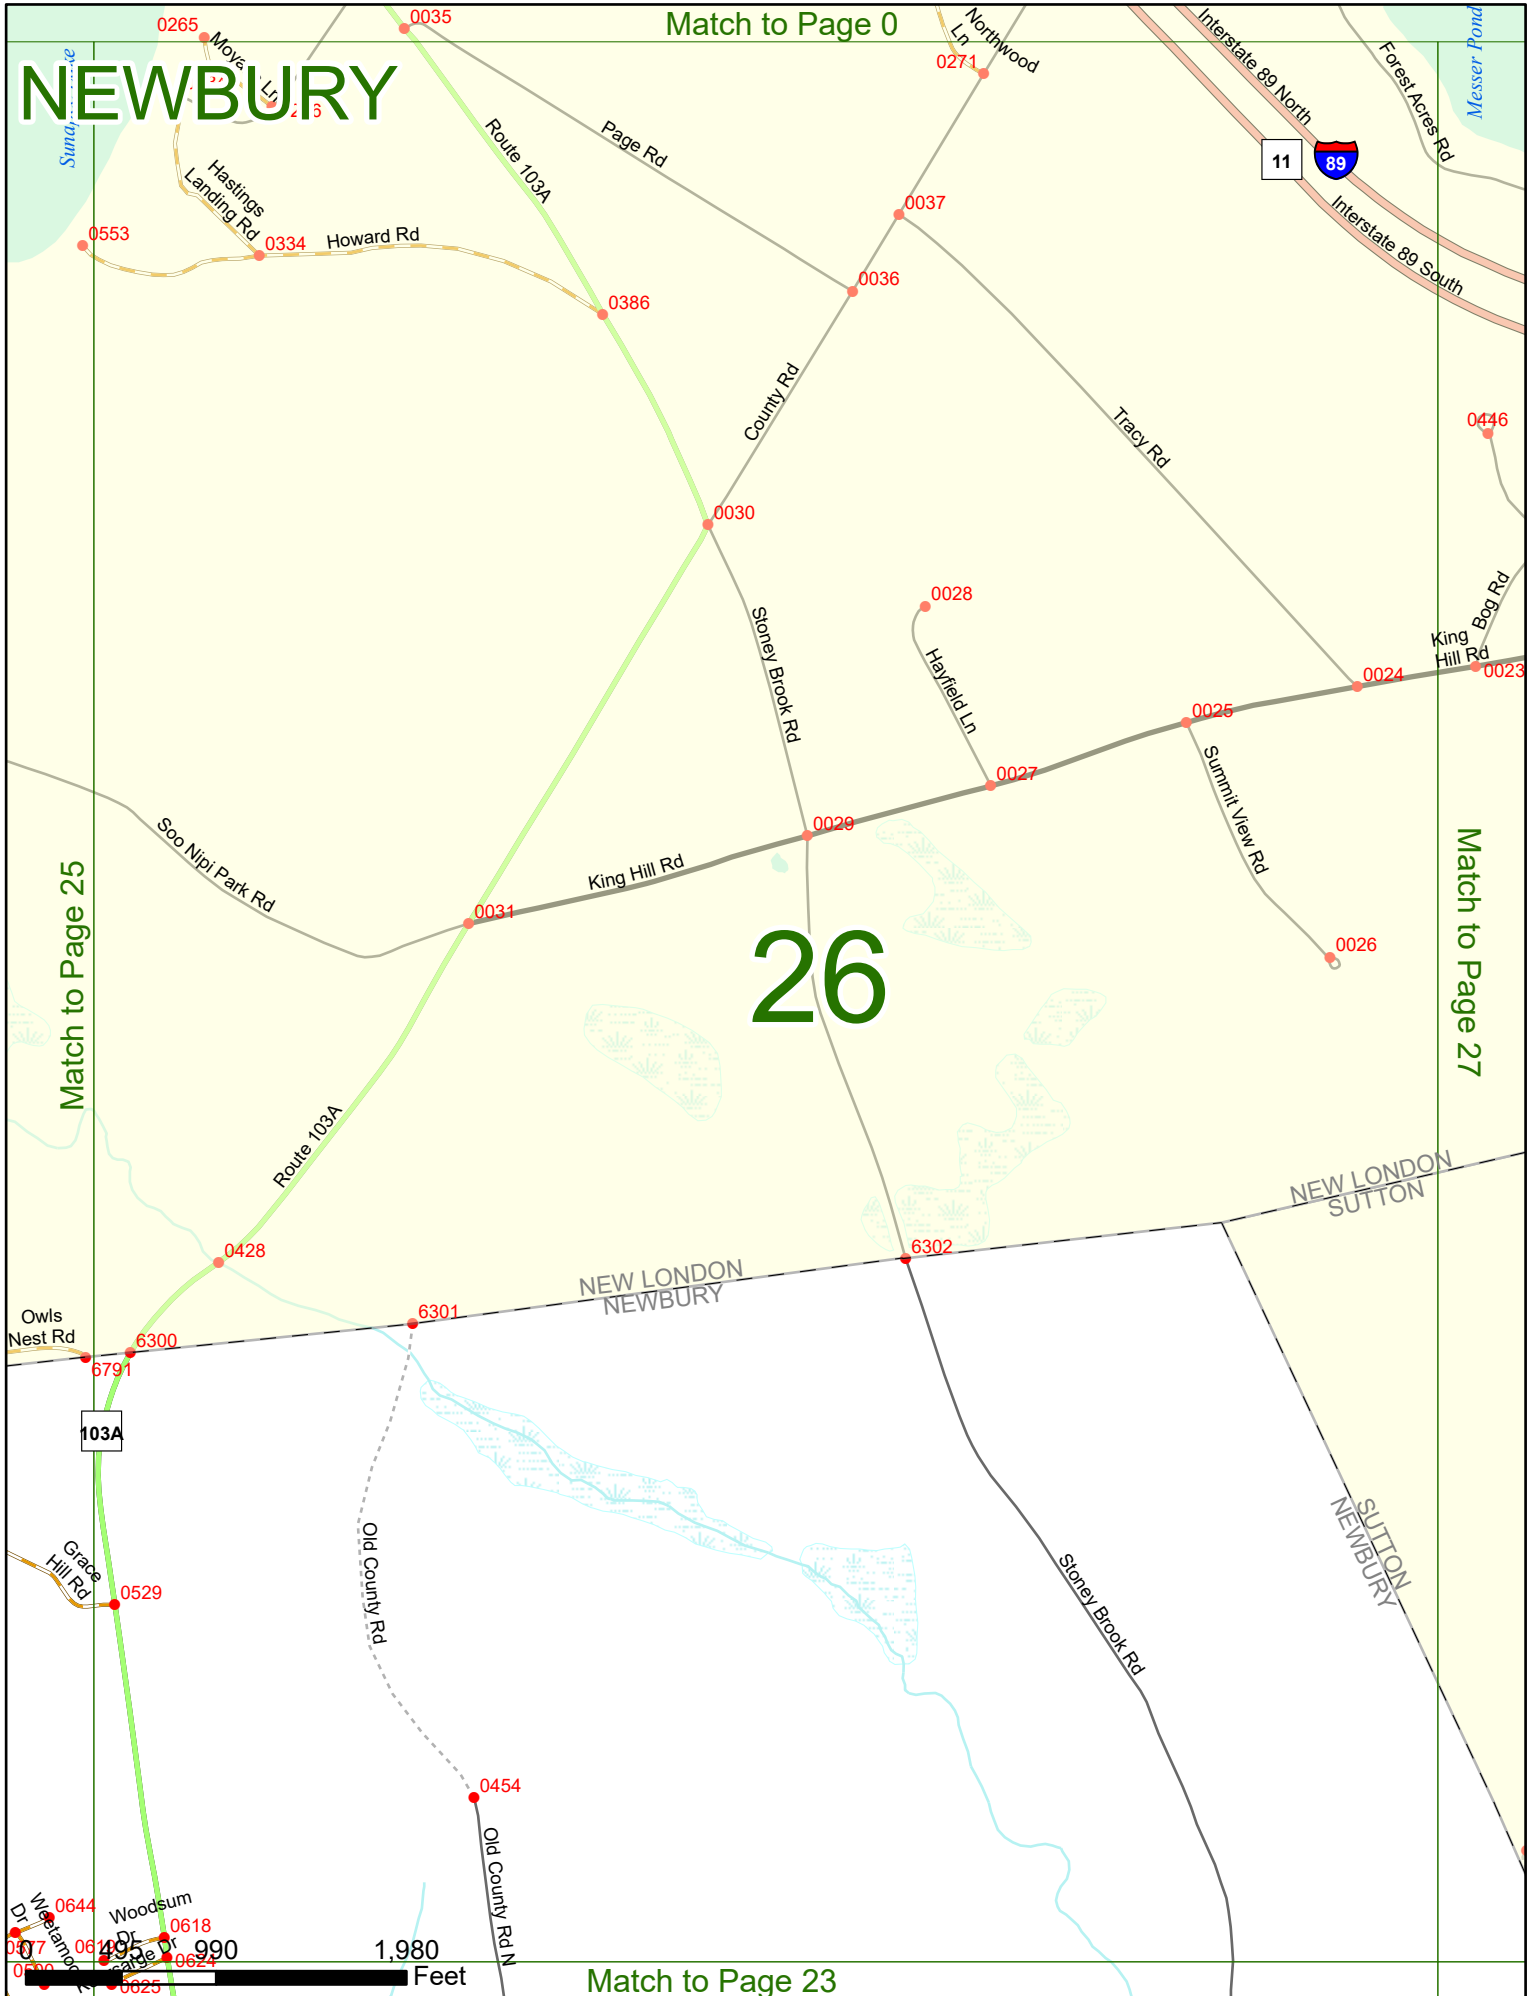 Match to Page 0
NEWBURY
0265
0035
0271
Northwood
Ln
Interstate 89 North
Forest Acres Rd
Messer Pond
Page Rd
Route 103A
11
89
Interstate 89 South
Hastings
Landing Rd
0553
0334
Howard Rd
0037
0036
0386
County Rd
Tracy Rd
0446
0030
0028
Bog Rd
Stoney Brook Rd
Hayfield Ln
King
Hill Rd
0023
0024
0025
0027
Summit View Rd
0029
Soo Nipi Park Rd
King Hill Rd
0031
Match to Page 25
26
Match to Page 27
0026
Route 103A
NEW LONDON
SUTTON
0428
6302
NEW LONDON
NEWBURY
6301
Owls
Nest Rd
6300
6791
103A
Grace
Hill Rd
0529
Old County Rd
Stoney Brook Rd
SUTTON
NEWBURY
0454
Old County Rd N
0644
Woodsum
Dr
Dr
0618
0624
0577
0625
0
495
990
1,980
Feet
Match to Page 23